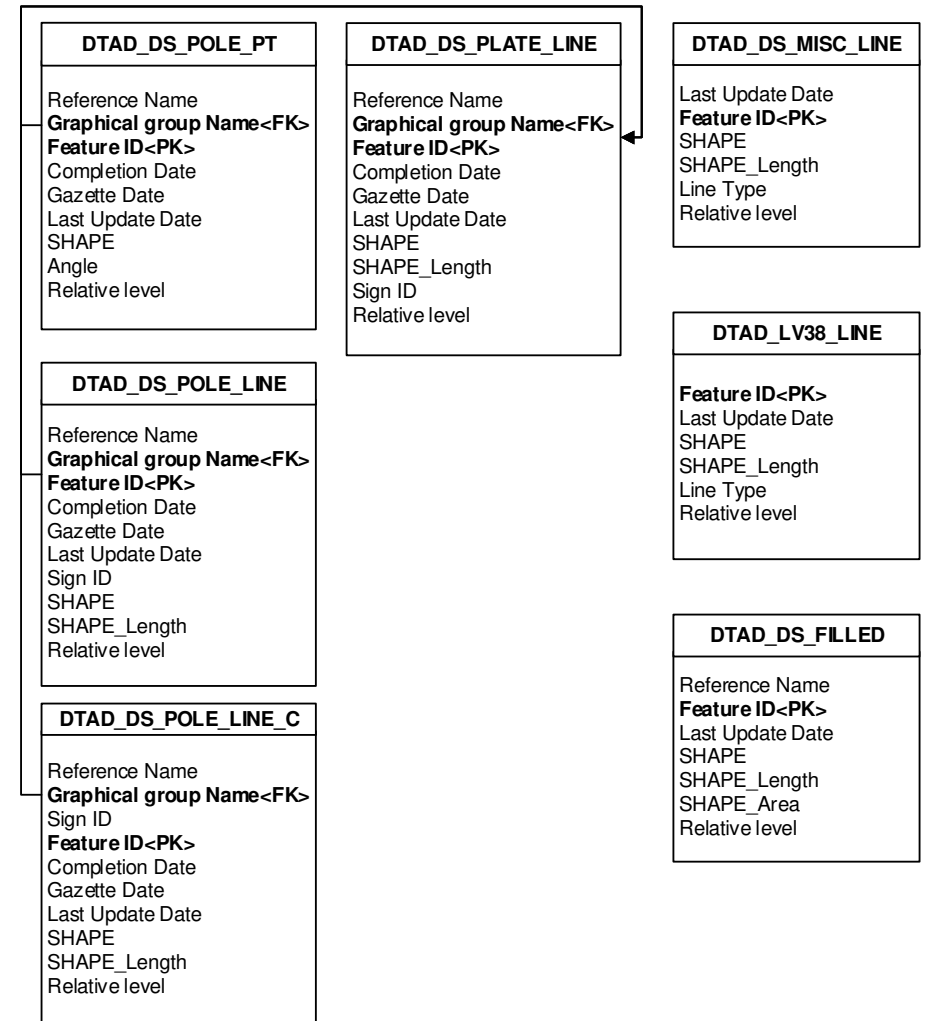 DTAD_DS_POLE_PT
Reference Name
Graphical group Name<FK>
Feature ID<PK>
Completion Date
Gazette Date
Last Update Date
SHAPE
Angle
Relative level
DTAD_DS_PLATE_LINE
Reference Name
Graphical group Name<FK>
Feature ID<PK>
Completion Date
Gazette Date
Last Update Date
SHAPE
SHAPE_Length
Sign ID
Relative level
DTAD_DS_MISC_LINE
Last Update Date
Feature ID<PK>
SHAPE
SHAPE_Length
Line Type
Relative level
DTAD_DS_POLE_LINE
Reference Name
Graphical group Name<FK>
Feature ID<PK>
Completion Date
Gazette Date
Last Update Date
Sign ID
SHAPE
SHAPE_Length
Relative level
DTAD_LV38_LINE
Feature ID<PK>
Last Update Date
SHAPE
SHAPE_Length
Line Type
Relative level
DTAD_DS_POLE_LINE_C
Reference Name
Graphical group Name<FK>
Sign ID
Feature ID<PK>
Completion Date
Gazette Date
Last Update Date
SHAPE
SHAPE_Length
Relative level
DTAD_DS_FILLED
Reference Name
Feature ID<PK>
Last Update Date
SHAPE
SHAPE_Length
SHAPE_Area
Relative level